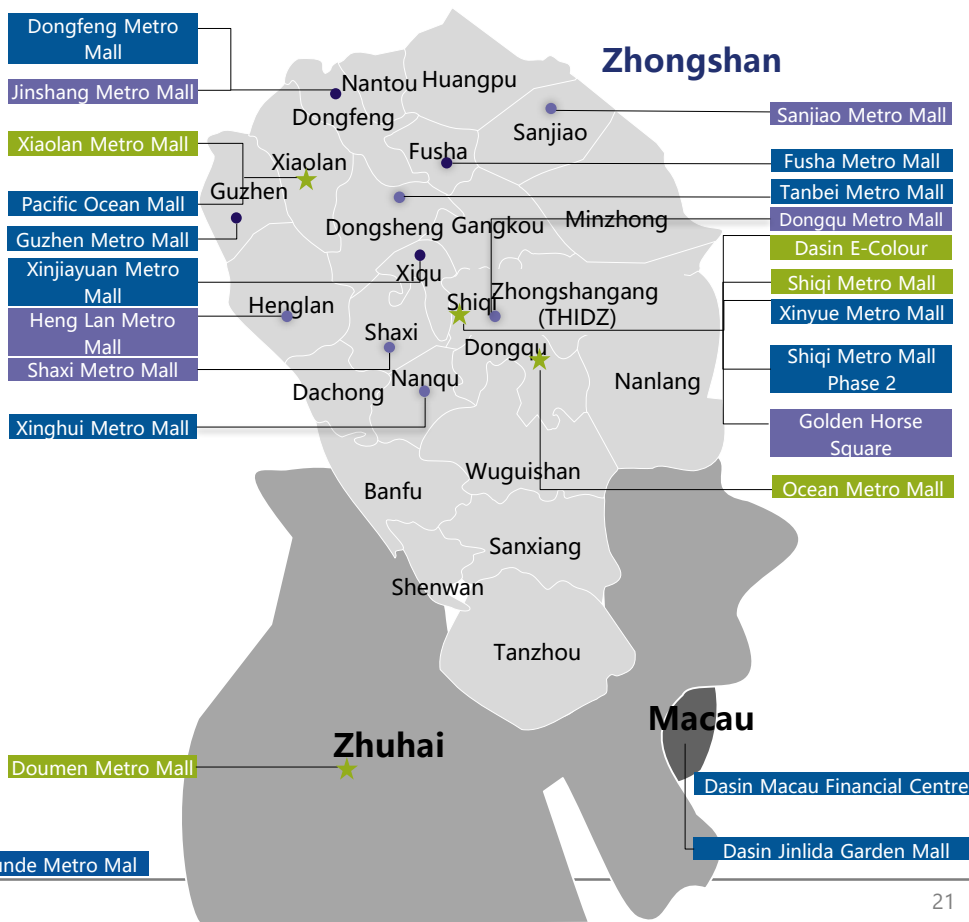 Dongfeng Metro
Mall
Jinshang Metro Mall
Xiaolan Metro Mall
Pacific Ocean Mall
Guzhen Metro Mall
Xinjiayuan Metro
Mall
Heng Lan Metro
Mall
Shaxi Metro Mall
Xinghui Metro Mall
Doumen Metro Mall
unde Metro Mal
Zhongshan
Nantou
Huangpu
Dongfeng
Sanjiao
Xiaolan
Fusha
Guzhen
Dongsheng
Gangkou
Minzhong
Xiqu
Henglan
Shiqi
Zhongshangang
(THIDZ)
Shaxi
Dongqu
Dachong
Nanqu
Nanlang
Wuguishan
Banfu
Sanxiang
Shenwan
Tanzhou
Zhuhai
Macau
Sanjiao Metro Mall
Fusha Metro Mall
Tanbei Metro Mall
Dongqu Metro Mall
Dasin E-Colour
Shiqi Metro Mall
Xinyue Metro Mall
Shiqi Metro Mall
Phase 2
Golden Horse
Square
Ocean Metro Mall
Dasin Macau Financial Centre
Dasin Jinlida Garden Mall
21